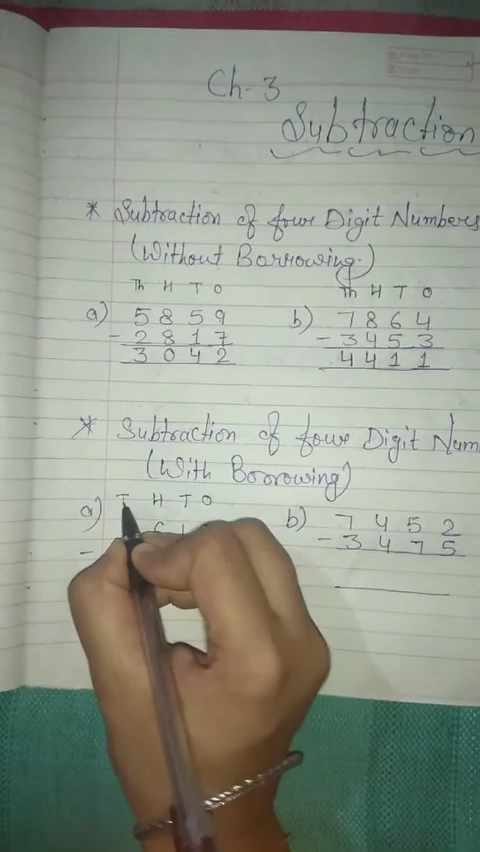 Ch. 3
Subtraction
* Subtraction of four Digit Numbers
(Without Borrowing.)
Th H T O
a) 5 8 5 9
- 2 8 1 7
3 0 4 2
Th H T O
b) 7 8 6 4
- 3 4 5 3
4 4 1 1
* Subtraction of four Digit Num
(With Borrowing)
a) T H T O
-
b) 7 4 5 2
- 3 4 7 5